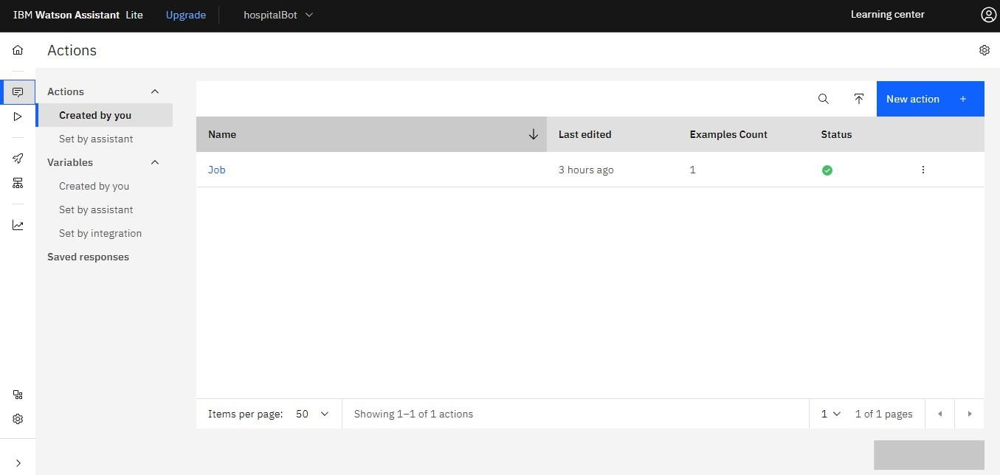 IBM Watson Assistant Lite Upgrade hospitalBot Learning center
Actions
Actions
Created by you
Set by assistant
Variables
Created by you
Set by assistant
Set by integration
Saved responses
New action +
Name Last edited Examples Count Status
Job 3 hours ago 1
Items per page: 50 Showing 1–1 of 1 actions 1 1 of 1 pages